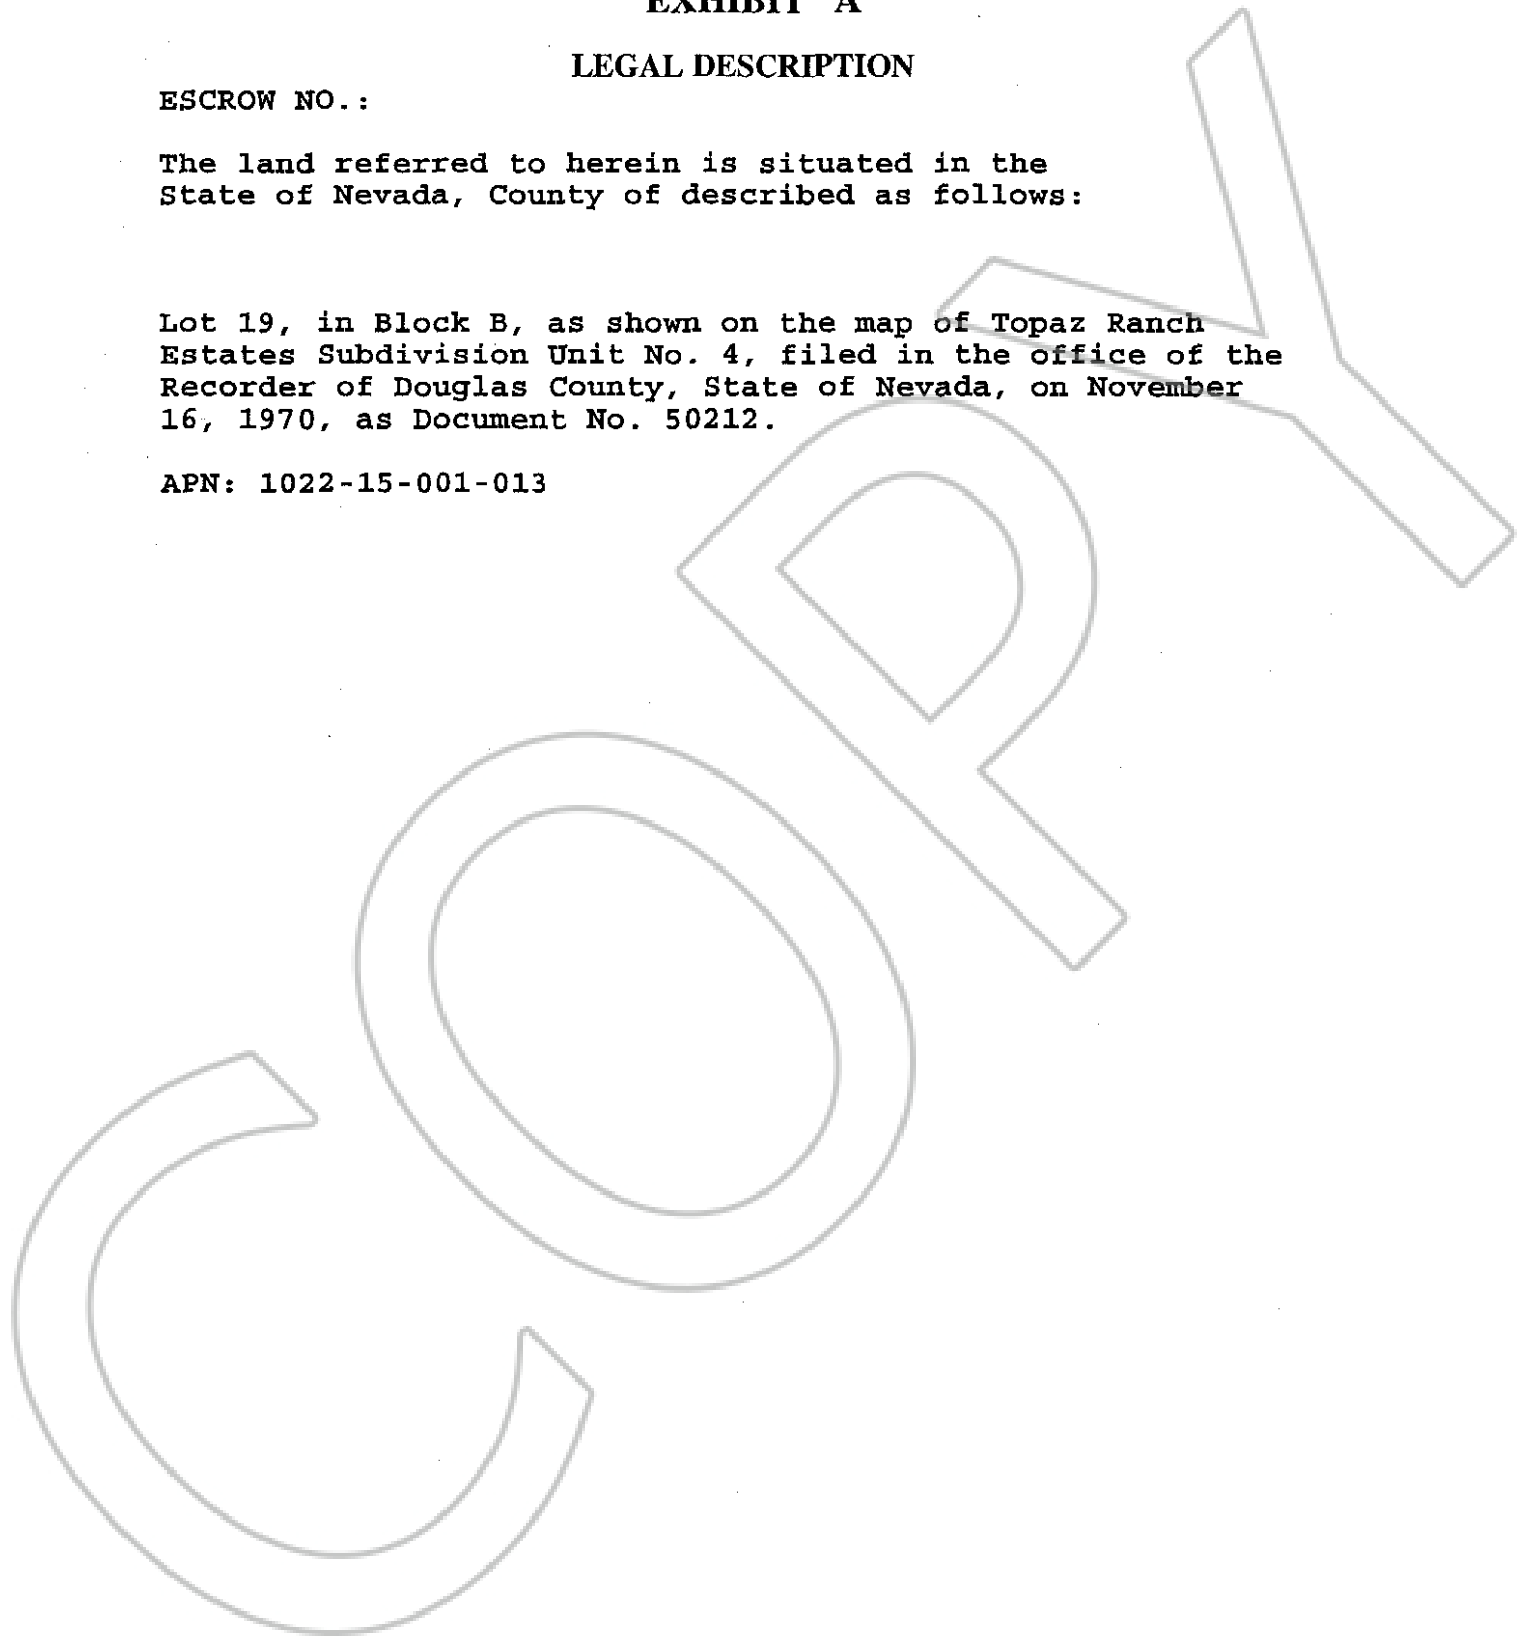 EXHIBIT "A"
LEGAL DESCRIPTION
ESCROW NO.:
The land referred to herein is situated in the
State of Nevada, County of described as follows:
Lot 19, in Block B, as shown on the map of Topaz Ranch
Estates Subdivision Unit No. 4, filed in the office of the
Recorder of Douglas County, State of Nevada, on November
16, 1970, as Document No. 50212.
APN: 1022-15-001-013
COPY